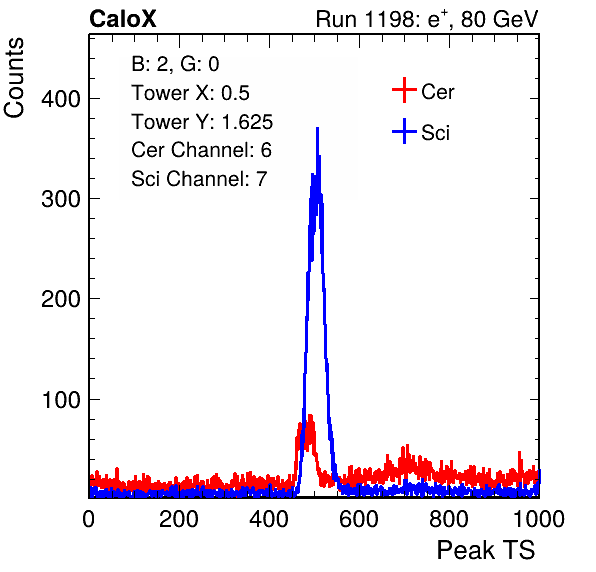 CaloX Run 1198: e⁺, 80 GeV
Counts
B: 2, G: 0
Tower X: 0.5
Tower Y: 1.625
Cer Channel: 6
Sci Channel: 7
Cer
Sci
400
300
200
100
0 200 400 600 800 1000
Peak TS